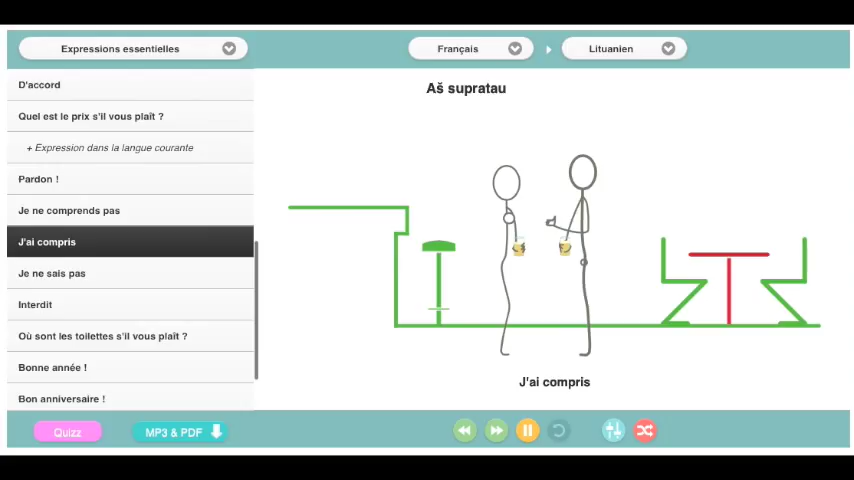 Expressions essentielles
Français
Lituanien
D'accord
Quel est le prix s'il vous plaît ?
+ Expression dans la langue courante
Pardon !
Je ne comprends pas
J'ai compris
Je ne sais pas
Interdit
Où sont les toilettes s'il vous plaît ?
Bonne année !
Bon anniversaire !
Aš supratau
J'ai compris
Quizz
MP3 & PDF